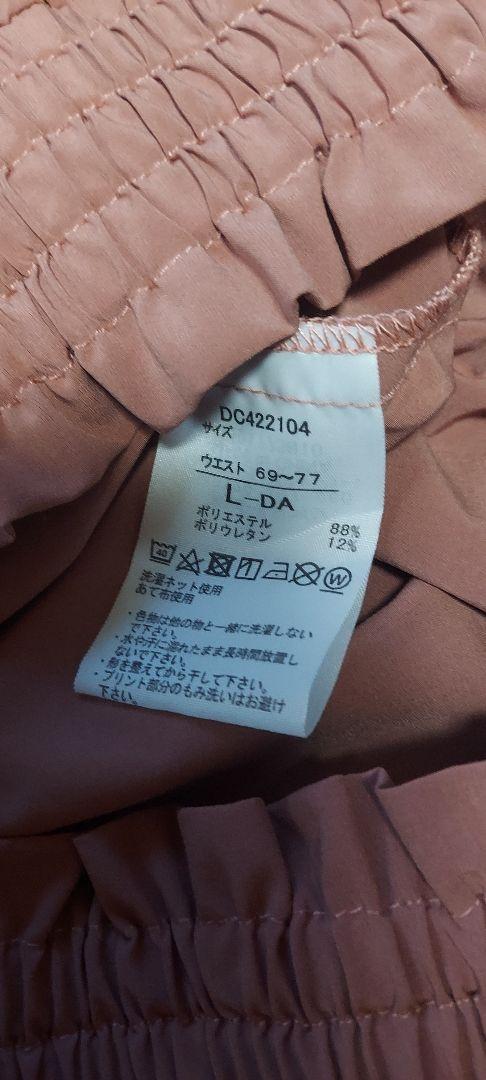 DC422104
サイズ
ウエスト 69～77
L-DA
ポリエステル 88%
ポリウレタン 12%
40 W
洗濯ネット使用
あて布使用
・色物は他の物と一緒に洗濯しない
で下さい。
・水や汗に濡れたまま長時間放置し
ないで下さい。
・形を整えてから干して下さい。
・プリント部分のもみ洗いはお避け
下さい。